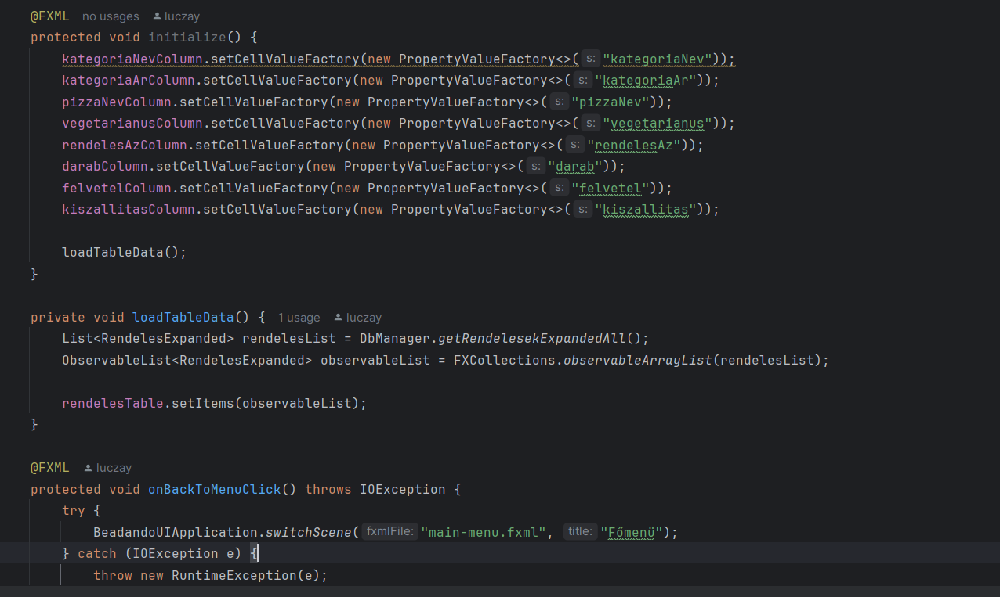 @FXML no usages luczay
protected void initialize() {
kategoriaNevColumn.setCellValueFactory(new PropertyValueFactory<>( s: "kategoriaNev"));
kategoriaArColumn.setCellValueFactory(new PropertyValueFactory<>( s: "kategoriaAr"));
pizzaNevColumn.setCellValueFactory(new PropertyValueFactory<>( s: "pizzaNev"));
vegetarianusColumn.setCellValueFactory(new PropertyValueFactory<>( s: "vegetarianus"));
rendelesAzColumn.setCellValueFactory(new PropertyValueFactory<>( s: "rendelesAz"));
darabColumn.setCellValueFactory(new PropertyValueFactory<>( s: "darab"));
felvetelColumn.setCellValueFactory(new PropertyValueFactory<>( s: "felvetel"));
kiszallitasColumn.setCellValueFactory(new PropertyValueFactory<>( s: "kiszallitas"));
loadTableData();
}
private void loadTableData() { 1 usage luczay
List<RendelesExpanded> rendelesList = DbManager.getRendelesekExpandedAll();
ObservableList<RendelesExpanded> observableList = FXCollections.observableArrayList(rendelesList);
rendelesTable.setItems(observableList);
}
@FXML luczay
protected void onBackToMenuClick() throws IOException {
try {
BeadandoUIApplication.switchScene( fxmlFile: "main-menu.fxml", title: "Főmenü");
} catch (IOException e) {
throw new RuntimeException(e);